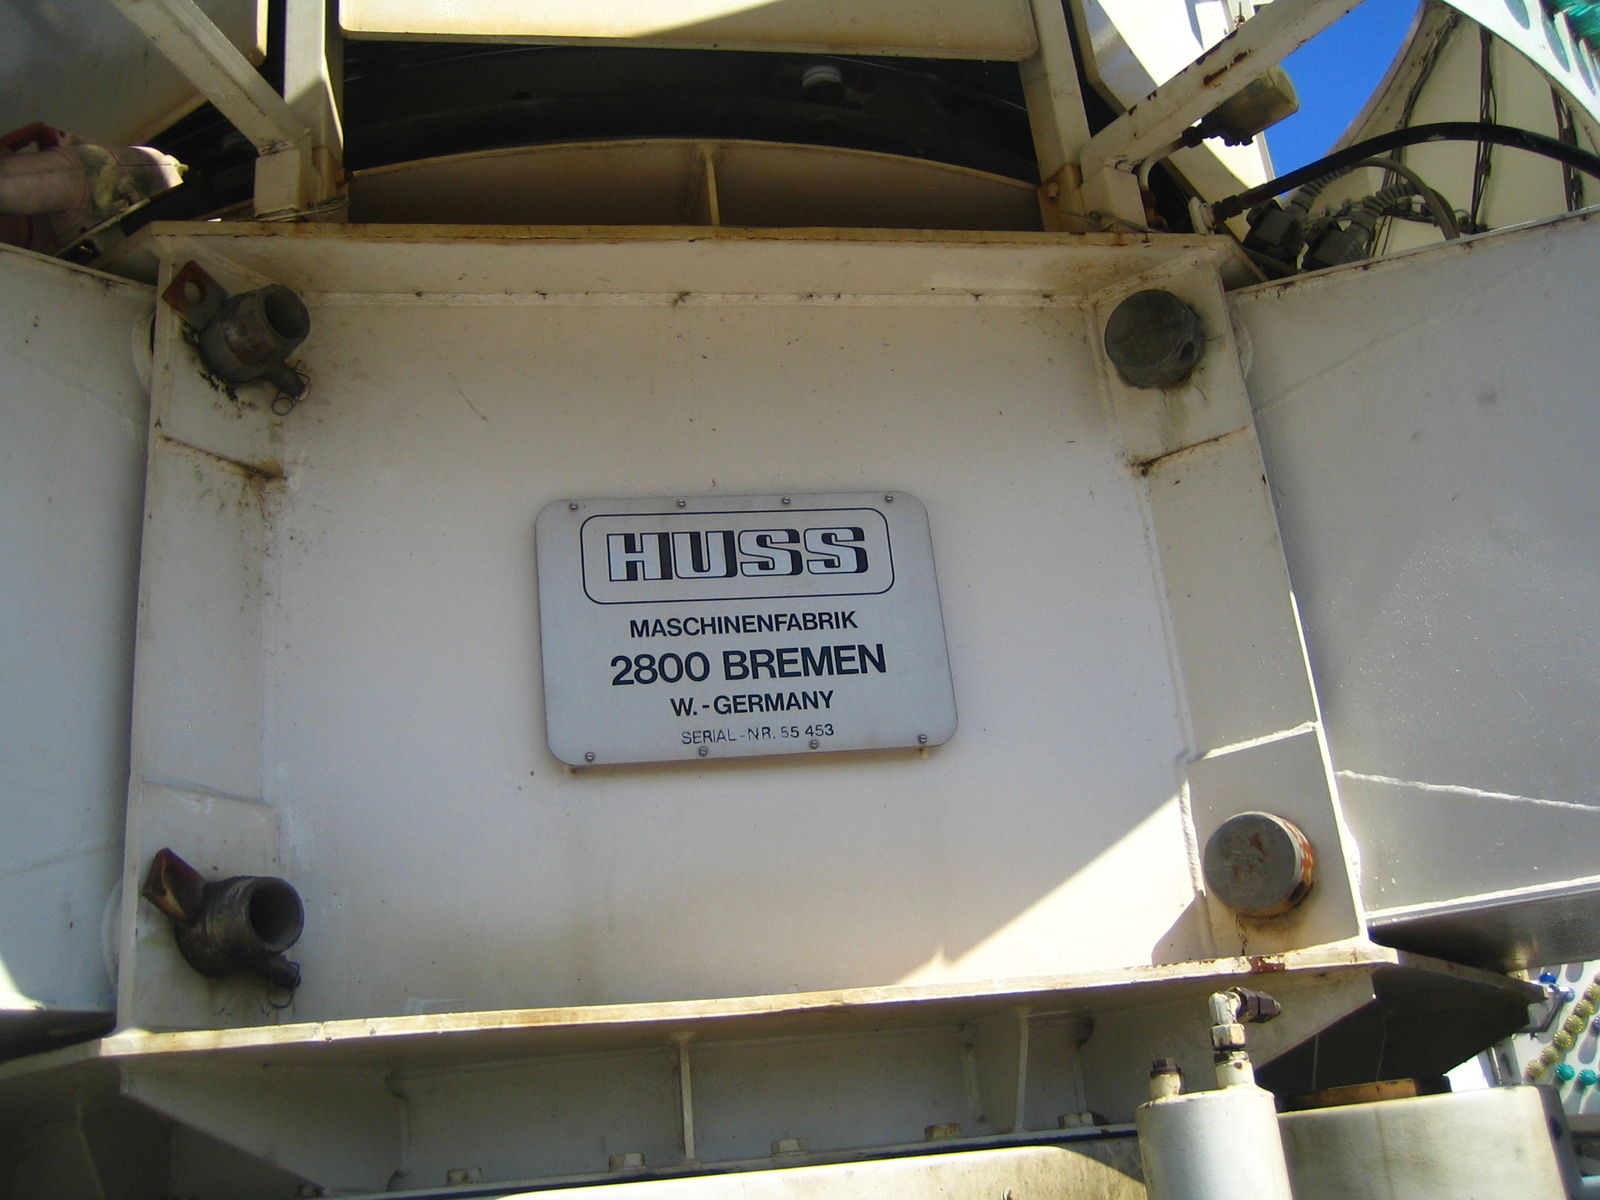 HUSS
MASCHINENFABRIK
2800 BREMEN
W.-GERMANY
SERIAL-NR. 55 453